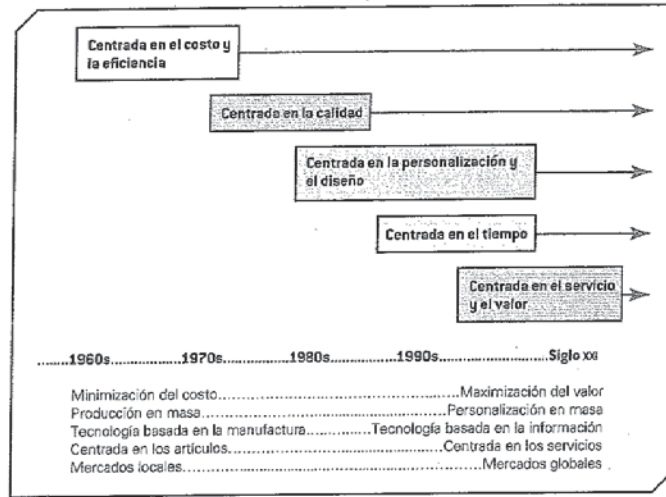 Centrada en el costo y
la eficiencia
Centrada en la calidad
Centrada en la personalización y
el diseño
Centrada en el tiempo
Centrada en el servicio
y el valor
......1960s..............1970s...............1980s..............1990s.......................Siglo XXI
Minimización del costo....................................Maximización del valor
Producción en masa.....................................Personalización en masa
Tecnología basada en la manufactura..........Tecnología basada en la información
Centrada en los artículos................................Centrada en los servicios
Mercados locales.............................................Mercados globales